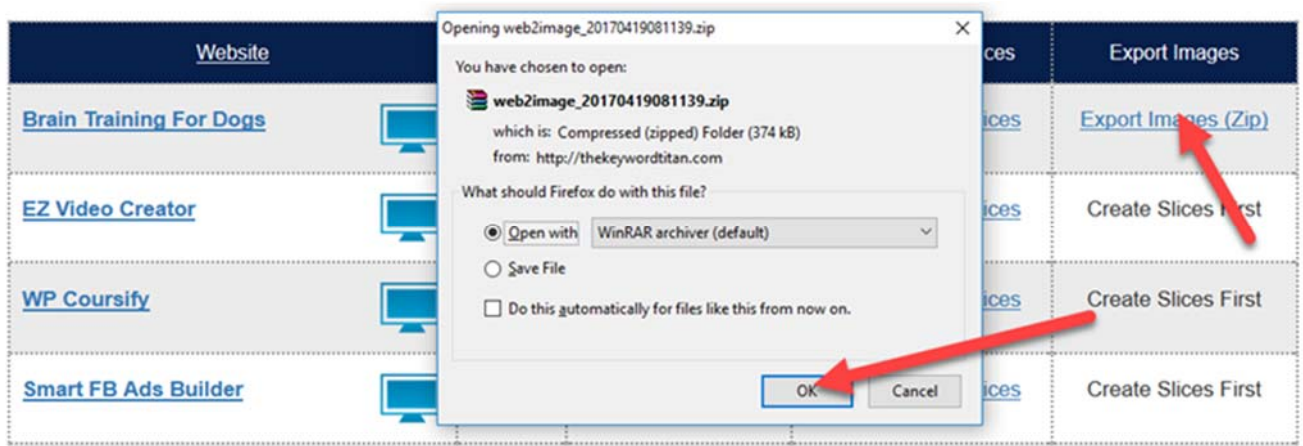 Website
ces
Export Images
Opening web2image_20170419081139.zip
You have chosen to open:
web2image_20170419081139.zip
which is: Compressed (zipped) Folder (374 kB)
from: http://thekeywordtitan.com
What should Firefox do with this file?
Open with WinRAR archiver (default)
Save File
Do this automatically for files like this from now on.
OK
Cancel
Brain Training For Dogs
ices
Export Images (Zip)
EZ Video Creator
ices
Create Slices First
WP Coursify
ices
Create Slices First
Smart FB Ads Builder
ices
Create Slices First